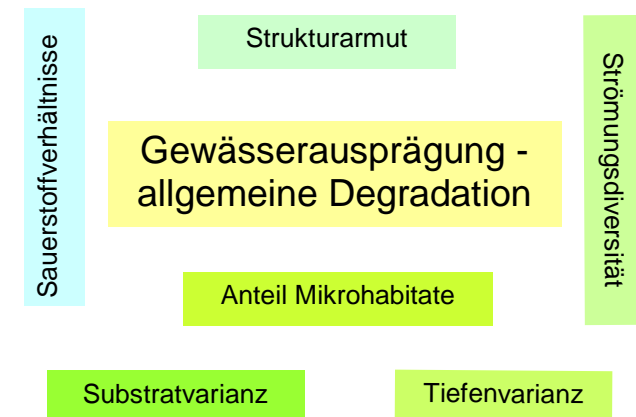 Strukturarmut
Sauerstoffverhältnisse
Strömungsdiversität
Gewässerausprägung -
allgemeine Degradation
Anteil Mikrohabitate
Substratvarianz
Tiefenvarianz